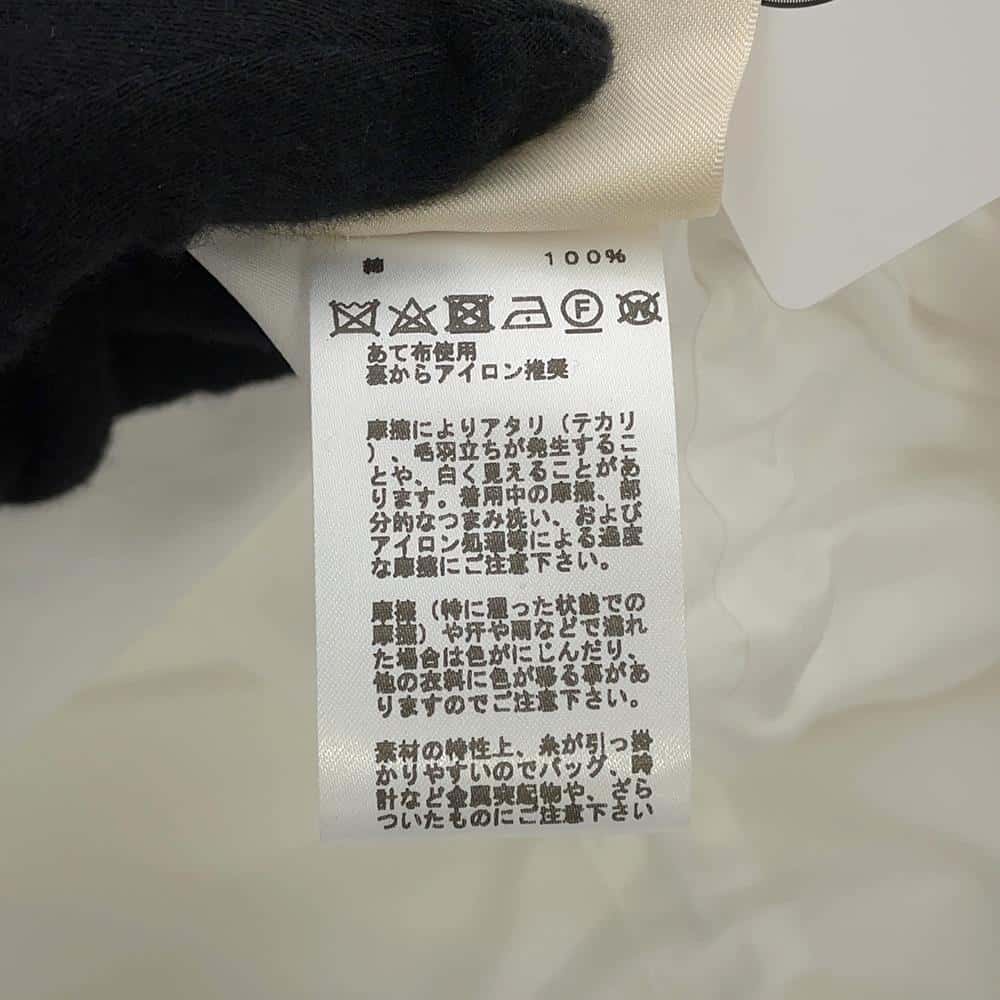 綿 100%
F W
あて布使用
裏からアイロン推奨
摩擦によりアタリ（テカリ
）、毛羽立ちが発生するこ
とや、白く見えることがあ
ります。着用中の摩擦、部
分的なつまみ洗い、および
アイロン処理等による過度
な摩擦にご注意下さい。
摩擦（特に湿った状態での
摩擦）や汗や雨などで濡れ
た場合は色がにじんだり、
他の衣料に色が移る事があ
りますのでご注意下さい。
素材の特性上、糸が引っ掛
かりやすいのでバッグ、時
計など金属突起物や、ざら
ついたものにご注意下さい